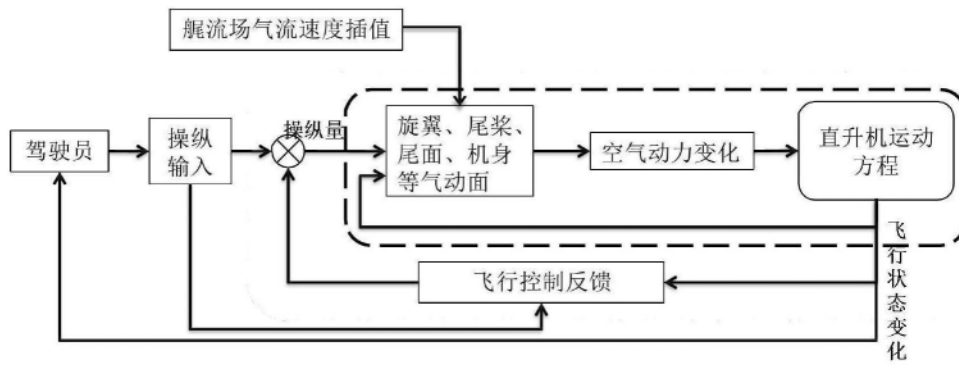 艉流场气流速度插值
驾驶员
操纵
输入
操纵量
旋翼、尾桨、
尾面、机身
等气动面
空气动力变化
直升机运动
方程
飞行控制反馈
飞行状态变化